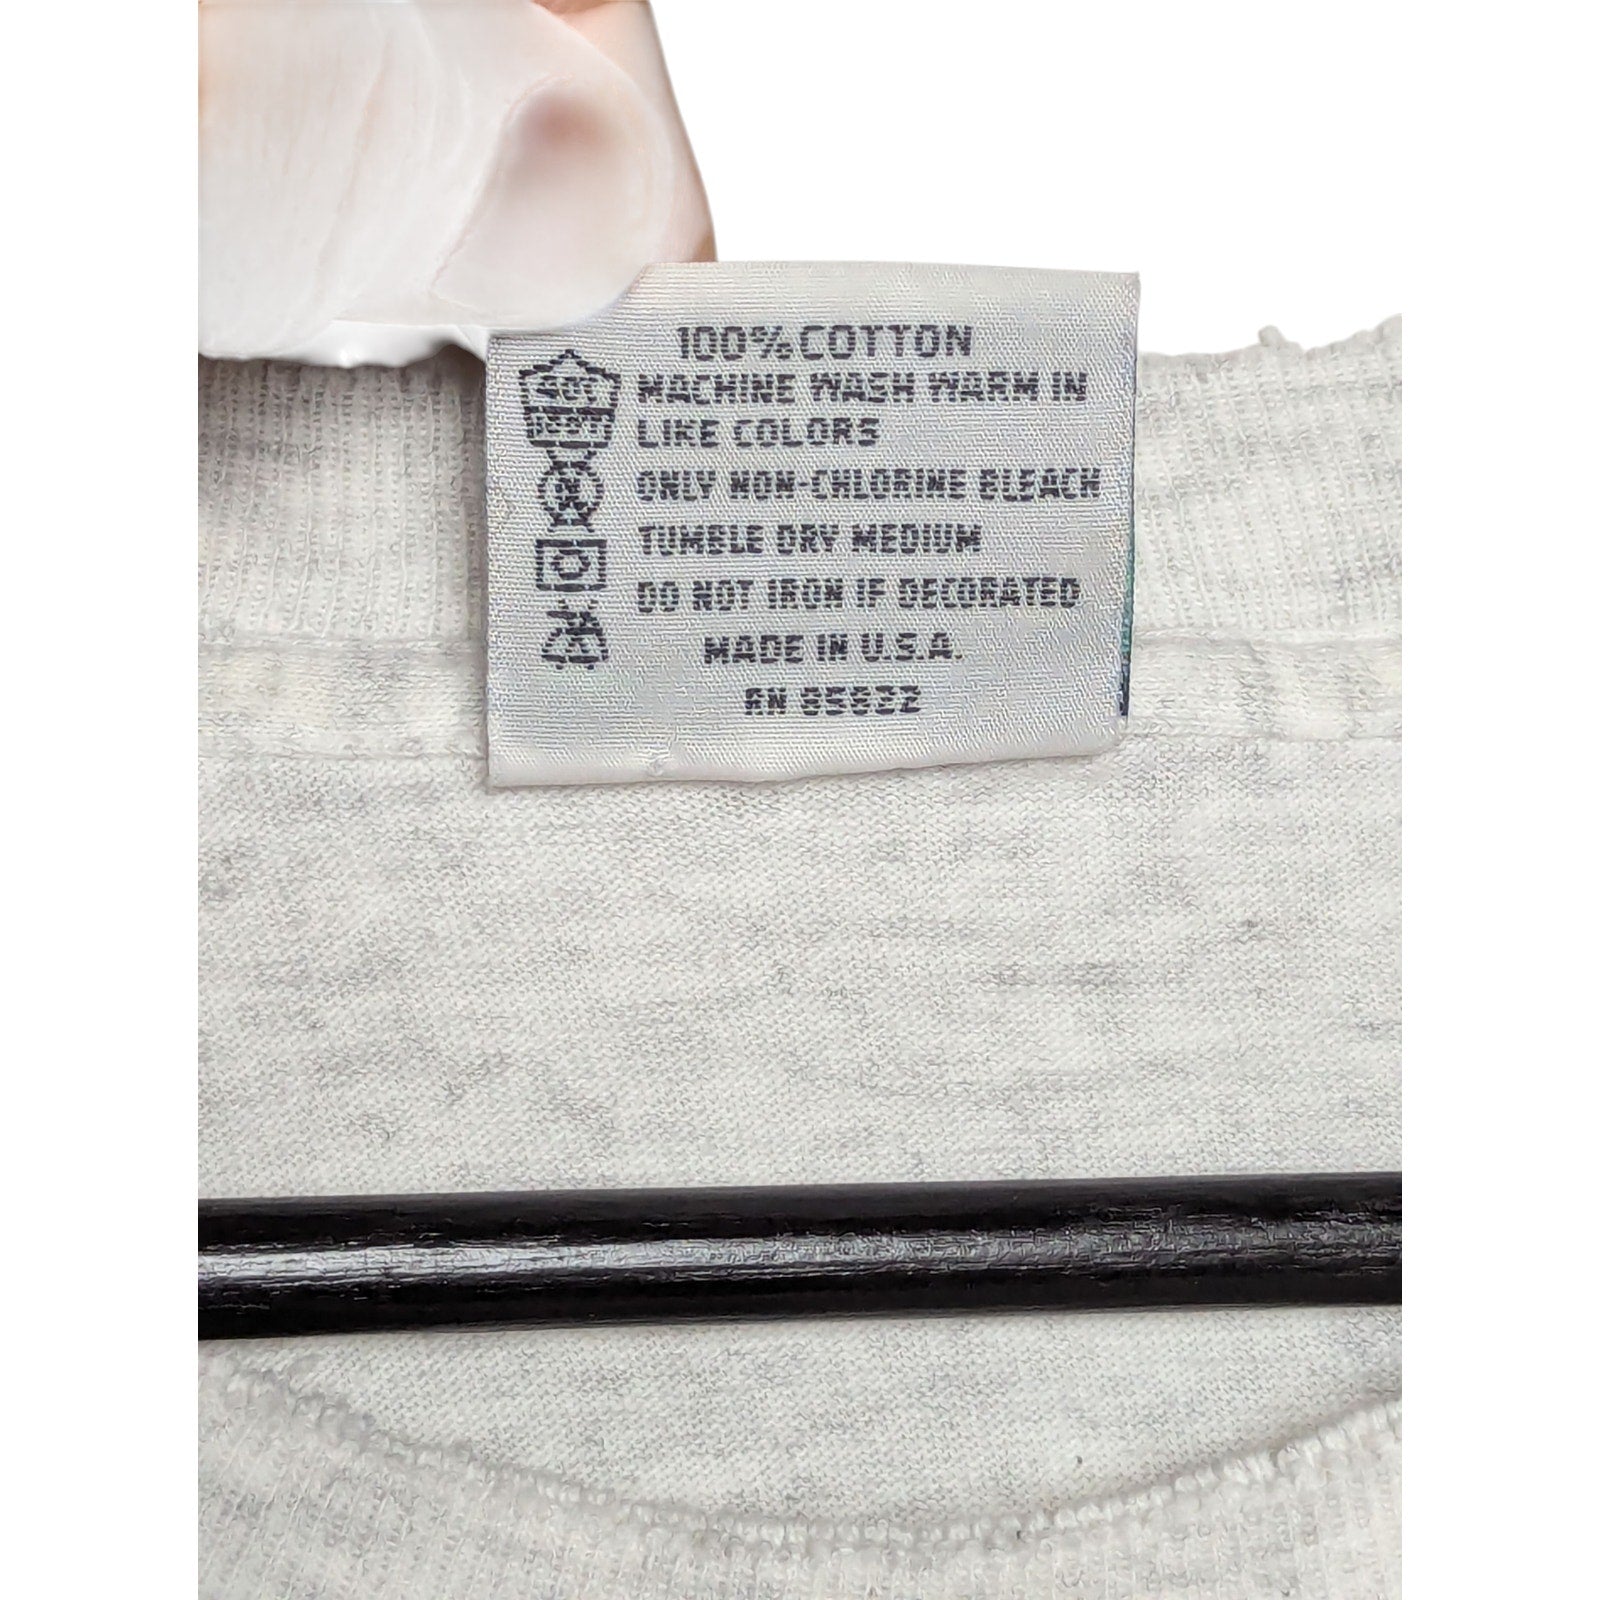 100% COTTON
MACHINE WASH WARM IN
LIKE COLORS
ONLY NON-CHLORINE BLEACH
TUMBLE DRY MEDIUM
DO NOT IRON IF DECORATED
MADE IN U.S.A.
RN